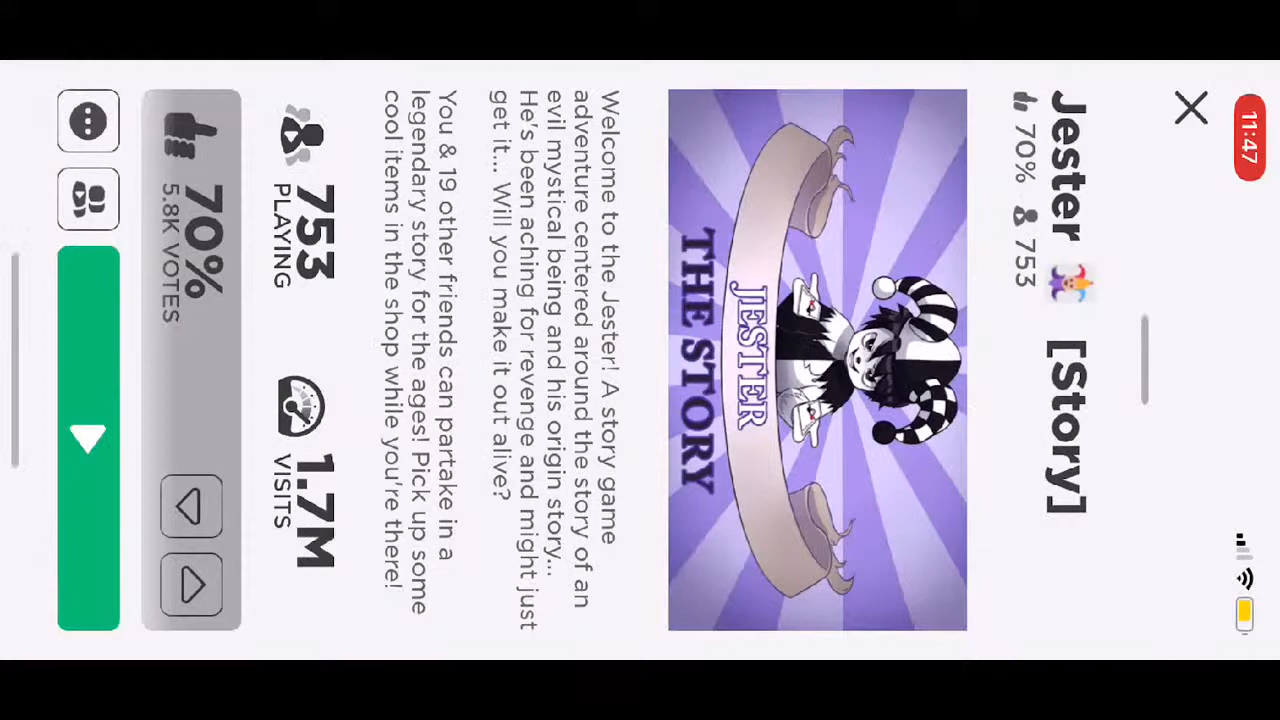 11:47
Jester 🃏 [Story]
70% 753
JESTER
THE STORY
Welcome to the Jester! A story game
adventure centered around the story of an
evil mystical being and his origin story...
He's been aching for revenge and might just
get it... Will you make it out alive?
You & 19 other friends can partake in a
legendary story for the ages! Pick up some
cool items in the shop while you're there!
753
PLAYING
1.7M
VISITS
70%
5.8K VOTES